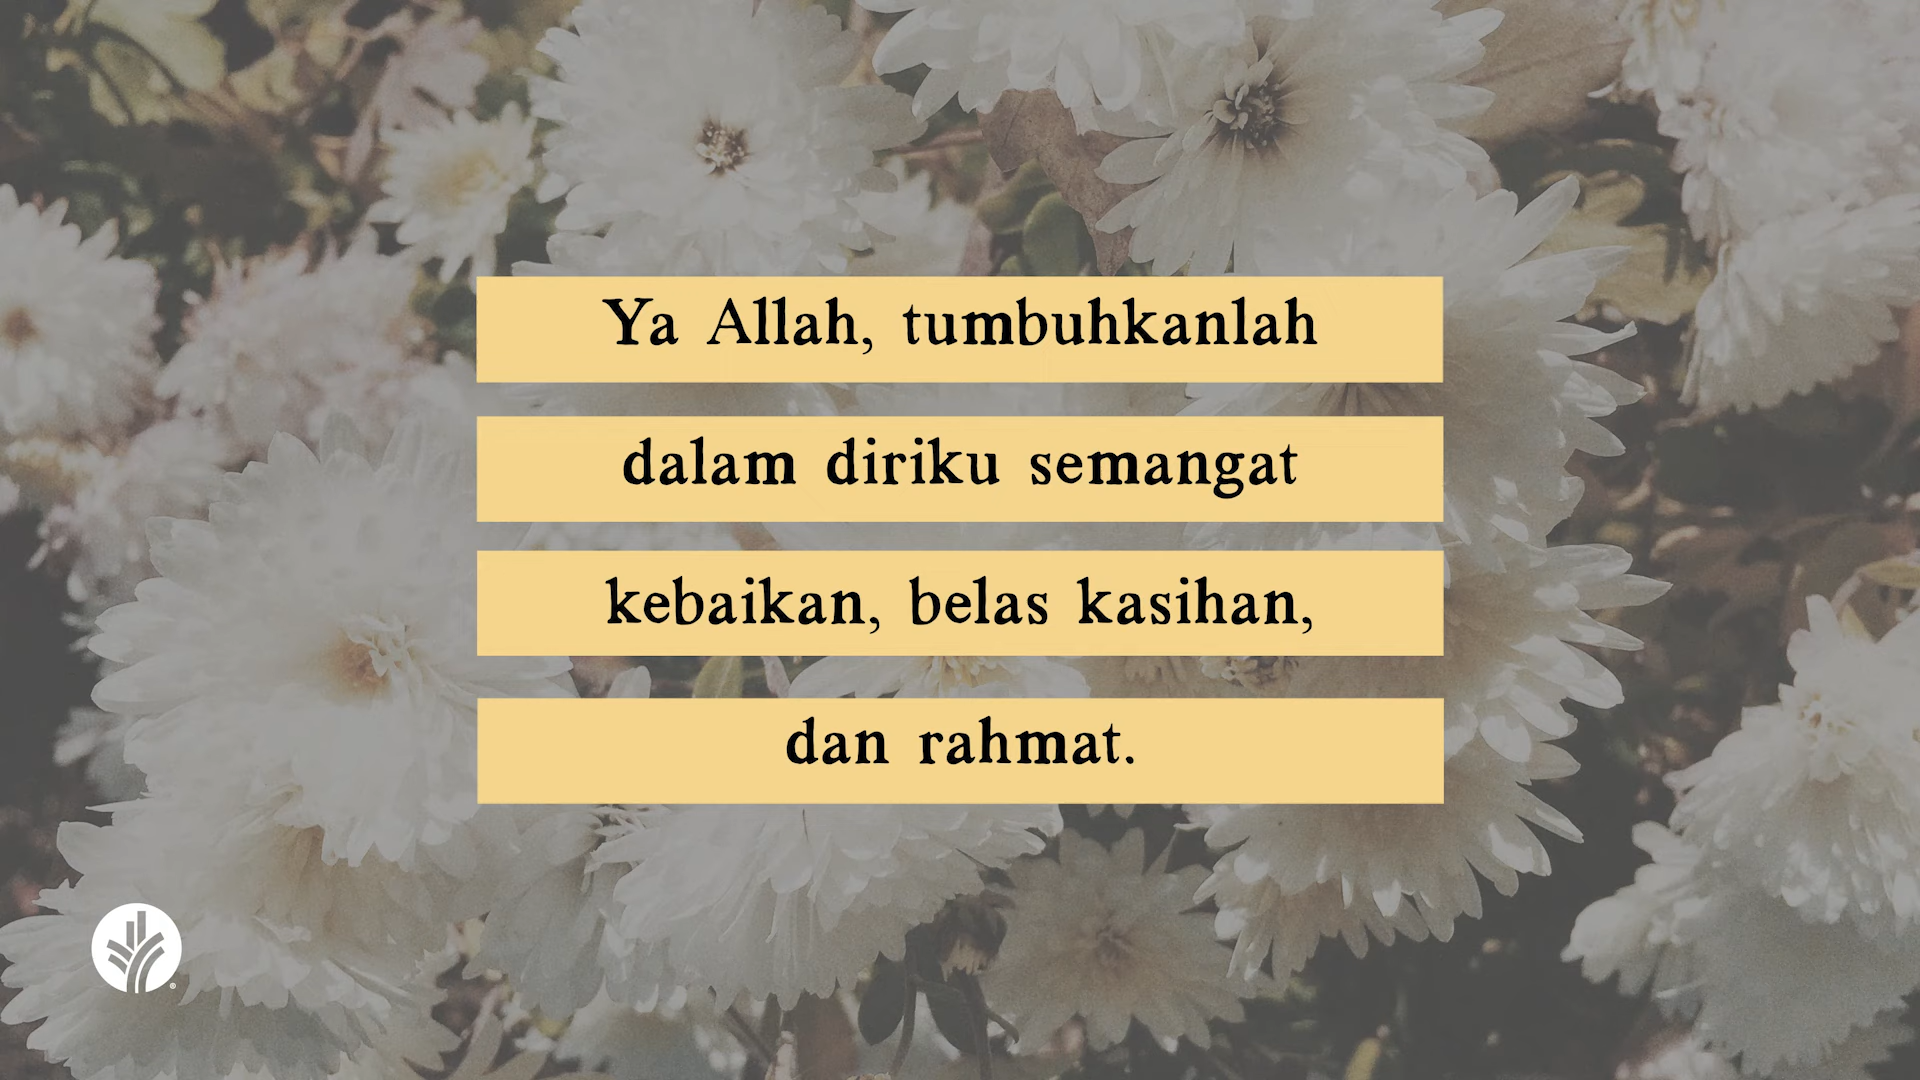 Ya Allah, tumbuhkanlah
dalam diriku semangat
kebaikan, belas kasihan,
dan rahmat.
®